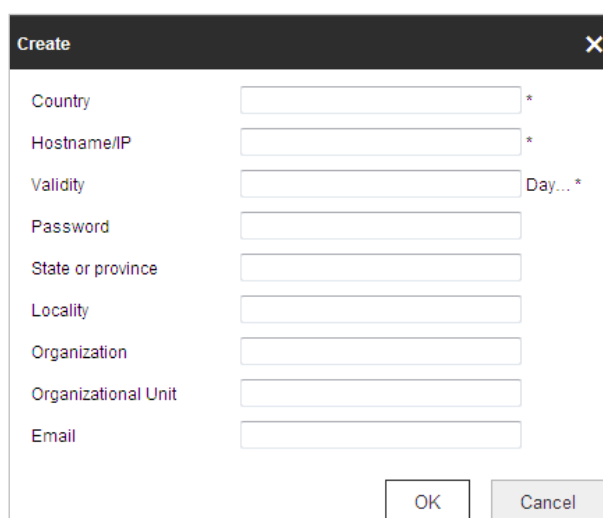 Create
Country *
Hostname/IP *
Validity Day... *
Password
State or province
Locality
Organization
Organizational Unit
Email
OK Cancel